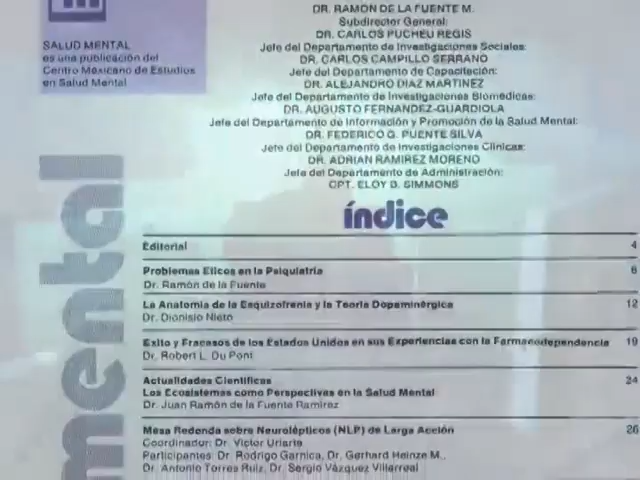 DR. RAMON DE LA FUENTE M.
Subdirector General:
DR. CARLOS PUCHEU REGIS
Jefe del Departamento de Investigaciones Sociales:
DR. CARLOS CAMPILLO SERRANO
Jefe del Departamento de Capacitación:
DR. ALEJANDRO DIAZ MARTINEZ
Jefe del Departamento de Investigaciones Biomédicas:
DR. AUGUSTO FERNANDEZ-GUARDIOLA
Jefe del Departamento de Información y Promoción de la Salud Mental:
DR. FEDERICO G. PUENTE SILVA
Jefe del Departamento de Investigaciones Clínicas:
DR. ADRIAN RAMIREZ MORENO
Jefe del Departamento de Administración:
CPT. ELOY D. SIMMONS
SALUD MENTAL
es una publicación del
Centro Mexicano de Estudios
en Salud Mental
mental
índice
Editorial 4
Problemas Eticos en la Psiquiatría 6
Dr. Ramón de la Fuente
La Anatomía de la Esquizofrenia y la Teoría Dopaminérgica 12
Dr. Dionisio Nieto
Exito y Fracasos de los Estados Unidos en sus Experiencias con la Farmacodependencia 19
Dr. Robert L. Du Pont
Actualidades Científicas 24
Los Ecosistemas como Perspectivas en la Salud Mental
Dr. Juan Ramón de la Fuente Ramírez
Mesa Redonda sobre Neurolépticos (NLP) de Larga Acción 26
Coordinador: Dr. Victor Uriarte
Participantes: Dr. Rodrigo Garnica, Dr. Gerhard Heinze M.,
Dr. Antonio Torres Ruiz, Dr. Sergio Vázquez Villarreal